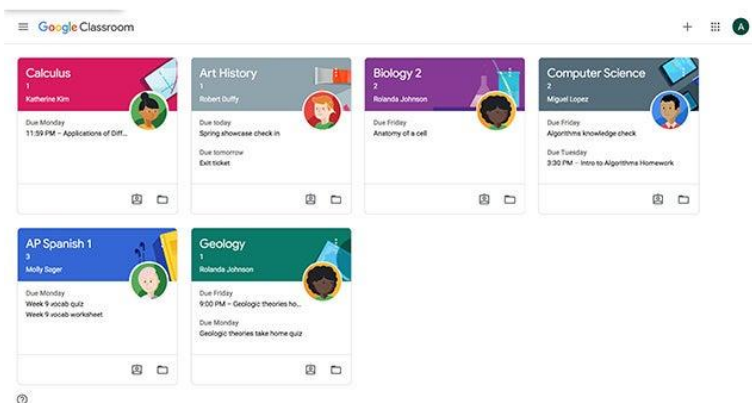 Google Classroom
A
Calculus
1
Katherine Kim
Due Monday
11:59 PM – Applications of Diff...
Art History
1
Robert Duffy
Due today
Spring showcase check in
Due tomorrow
Exit ticket
Biology 2
2
Rolanda Johnson
Due Friday
Anatomy of a cell
Computer Science
2
Miguel Lopez
Due Friday
Algorithms knowledge check
Due Tuesday
3:30 PM – Intro to Algorithms Homework
AP Spanish 1
3
Molly Sager
Due Monday
Week 9 vocab quiz
Week 9 vocab worksheet
Geology
1
Rolanda Johnson
Due Friday
9:00 PM – Geologic theories ho...
Due Monday
Geologic theories take home quiz